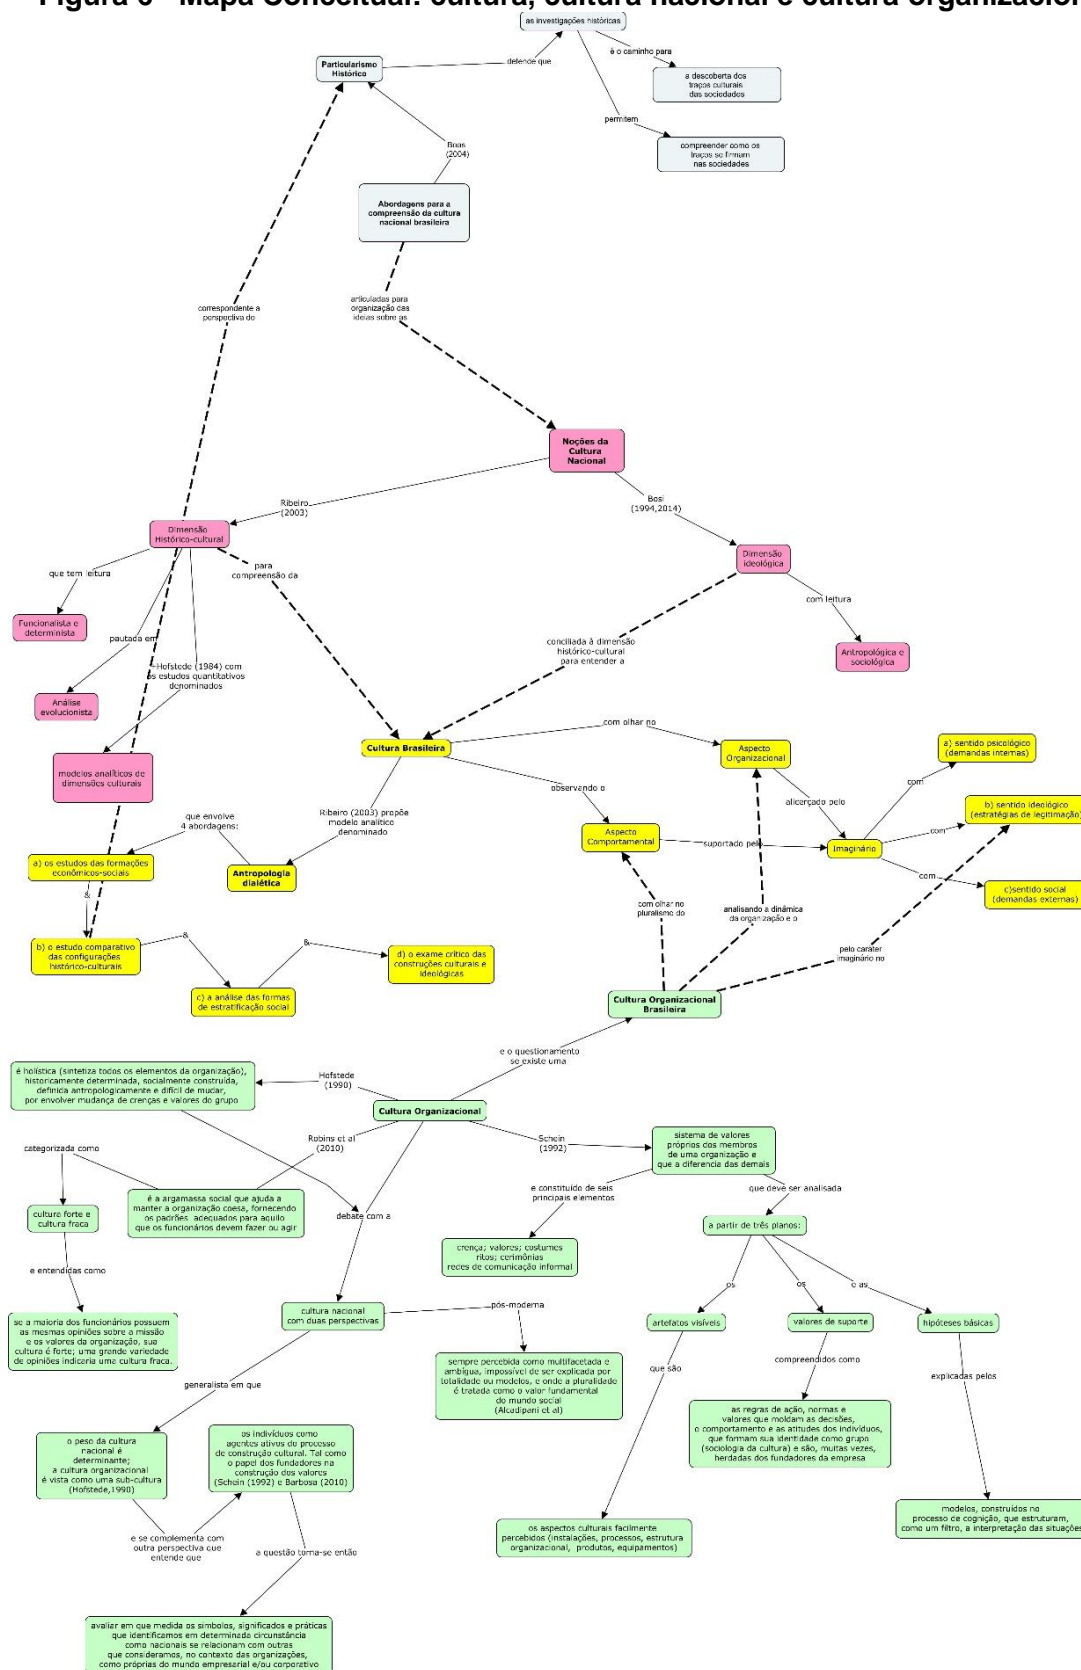 Figura 6 - Mapa Conceitual: cultura, cultura nacional e cultura organizacion
as investigações históricas
defende que
é o caminho para
Particularismo
Histórico
a descoberta dos
traços culturais
das sociedades
permitem
compreender como os
traços se firmam
nas sociedades
Boas
(2004)
Abordagens para a
compreensão da cultura
nacional brasileira
correspondente a
perspectiva do
articuladas para
organização das
ideias sobre as
Noções da
Cultura
Nacional
Ribeiro
(2003)
Bosi
(1994,2014)
Dimensão
Histórico-cultural
Dimensão
ideológica
que tem leitura
para
compreensão da
com leitura
Funcionalista e
determinista
pautada em
conciliada à dimensão
histórico-cultural
para entender a
Antropológica e
sociológica
Hofstede (1984) com
os estudos quantitativos
denominados
Análise
evolucionista
modelos analíticos de
dimensões culturais
Cultura Brasileira
com olhar no
Aspecto
Organizacional
a) sentido psicológico
(demandas internas)
com
observando o
alicerçado pelo
Ribeiro (2003) propõe
modelo analítico
denominado
que envolve
4 abordagens:
b) sentido ideológico
(estratégias de legitimação)
com
Aspecto
Comportamental
suportado pelo
Imaginário
a) os estudos das formações
econômicos-sociais
Antropologia
dialética
com
c)sentido social
(demandas externas)
&
com olhar no
pluralismo do
analisando a dinâmica
da organização e o
b) o estudo comparativo
das configurações
histórico-culturais
&
&
d) o exame crítico das
construções culturais e
ideológicas
pelo caráter
imaginário no
c) a análise das formas
de estratificação social
Cultura Organizacional
Brasileira
e o questionamento
se existe uma
é holística (sintetiza todos os elementos da organização),
historicamente determinada, socialmente construída,
definida antropologicamente e difícil de mudar,
por envolver mudança de crenças e valores do grupo
Hofstede
(1990)
Cultura Organizacional
Robins et al
(2010)
Schein
(1992)
sistema de valores
próprios dos membros
de uma organização e
que a diferencia das demais
categorizada como
e constituído de seis
principais elementos
que deve ser analisada
cultura forte e
cultura fraca
é a argamassa social que ajuda a
manter a organização coesa, fornecendo
os padrões adequados para aquilo
que os funcionários devem fazer ou agir
debate com a
a partir de três planos:
crença; valores; costumes
ritos; cerimônias
redes de comunicação informal
e entendidas como
os
os
e as
pós-moderna
se a maioria dos funcionários possuem
as mesmas opiniões sobre a missão
e os valores da organização, sua
cultura é forte; uma grande variedade
de opiniões indicaria uma cultura fraca.
cultura nacional
com duas perspectivas
artefatos visíveis
valores de suporte
hipóteses básicas
sempre percebida como multifacetada e
ambígua, impossível de ser explicada por
totalidade ou modelos, e onde a pluralidade
é tratada como o valor fundamental
do mundo social
(Alcadipani et al)
generalista em que
que são
compreendidos como
explicadas pelos
as regras de ação, normas e
valores que moldam as decisões,
o comportamento e as atitudes dos indivíduos,
que formam sua identidade como grupo
(sociologia da cultura) e são, muitas vezes,
herdadas dos fundadores da empresa
o peso da cultura
nacional é
determinante;
a cultura organizacional
é vista como uma sub-cultura
(Hofstede,1990)
os indivíduos como
agentes ativos do processo
de construção cultural. Tal como
o papel dos fundadores na
construção dos valores
(Schein (1992) e Barbosa (2010)
modelos, construídos no
processo de cognição, que estruturam,
como um filtro, a interpretação das situações
os aspectos culturais facilmente
percebidos (instalações, processos, estrutura
organizacional, produtos, equipamentos)
e se complementa com
outra perspectiva que
entende que
a questão torna-se então
avaliar em que medida os símbolos, significados e práticas
que identificamos em determinada circunstância
como nacionais se relacionam com outras
que consideramos, no contexto das organizações,
como próprias do mundo empresarial e/ou corporativo